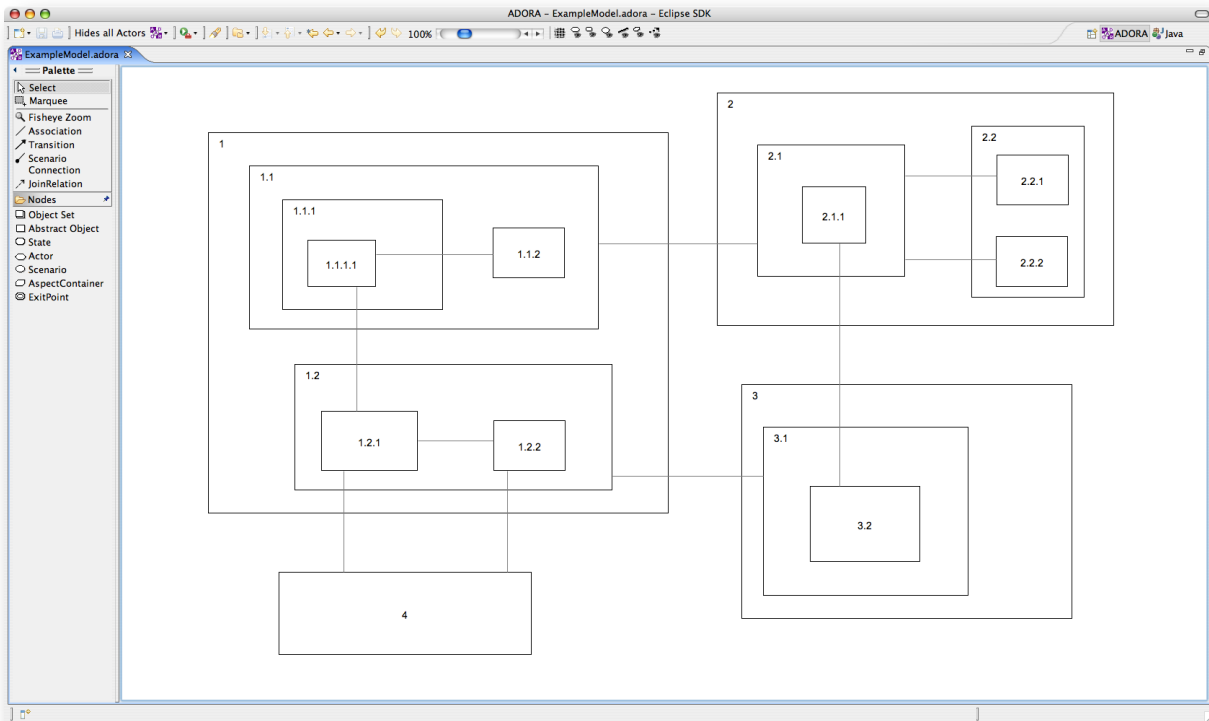 ADORA – ExampleModel.adora – Eclipse SDK
Hides all Actors 100% ADORA Java
ExampleModel.adora
Palette
Select
Marquee
Fisheye Zoom
Association
Transition
Scenario
Connection
JoinRelation
Nodes
Object Set
Abstract Object
State
Actor
Scenario
AspectContainer
ExitPoint
1
1.1
1.1.1
1.1.1.1
1.1.2
1.2
1.2.1
1.2.2
2
2.1
2.1.1
2.2
2.2.1
2.2.2
3
3.1
3.2
4